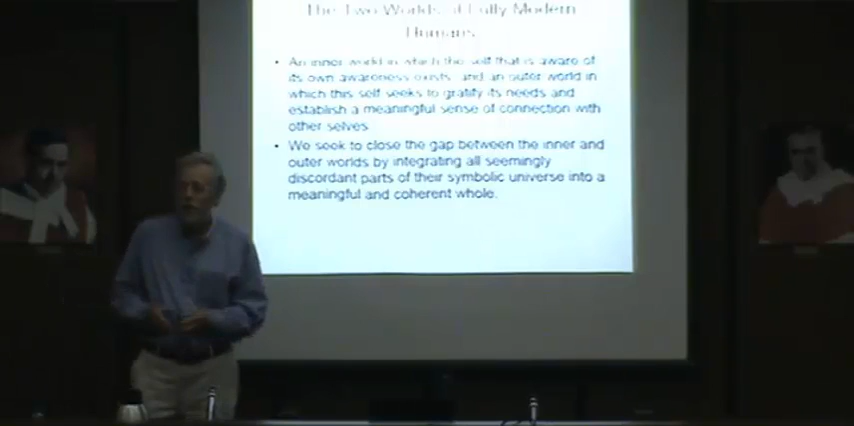 The Two Worlds of Fully Modern
Humans
• An inner world in which the self that is aware of
its own awareness exists, and an outer world in
which this self seeks to gratify its needs and
establish a meaningful sense of connection with
other selves
• We seek to close the gap between the inner and
outer worlds by integrating all seemingly
discordant parts of their symbolic universe into a
meaningful and coherent whole.